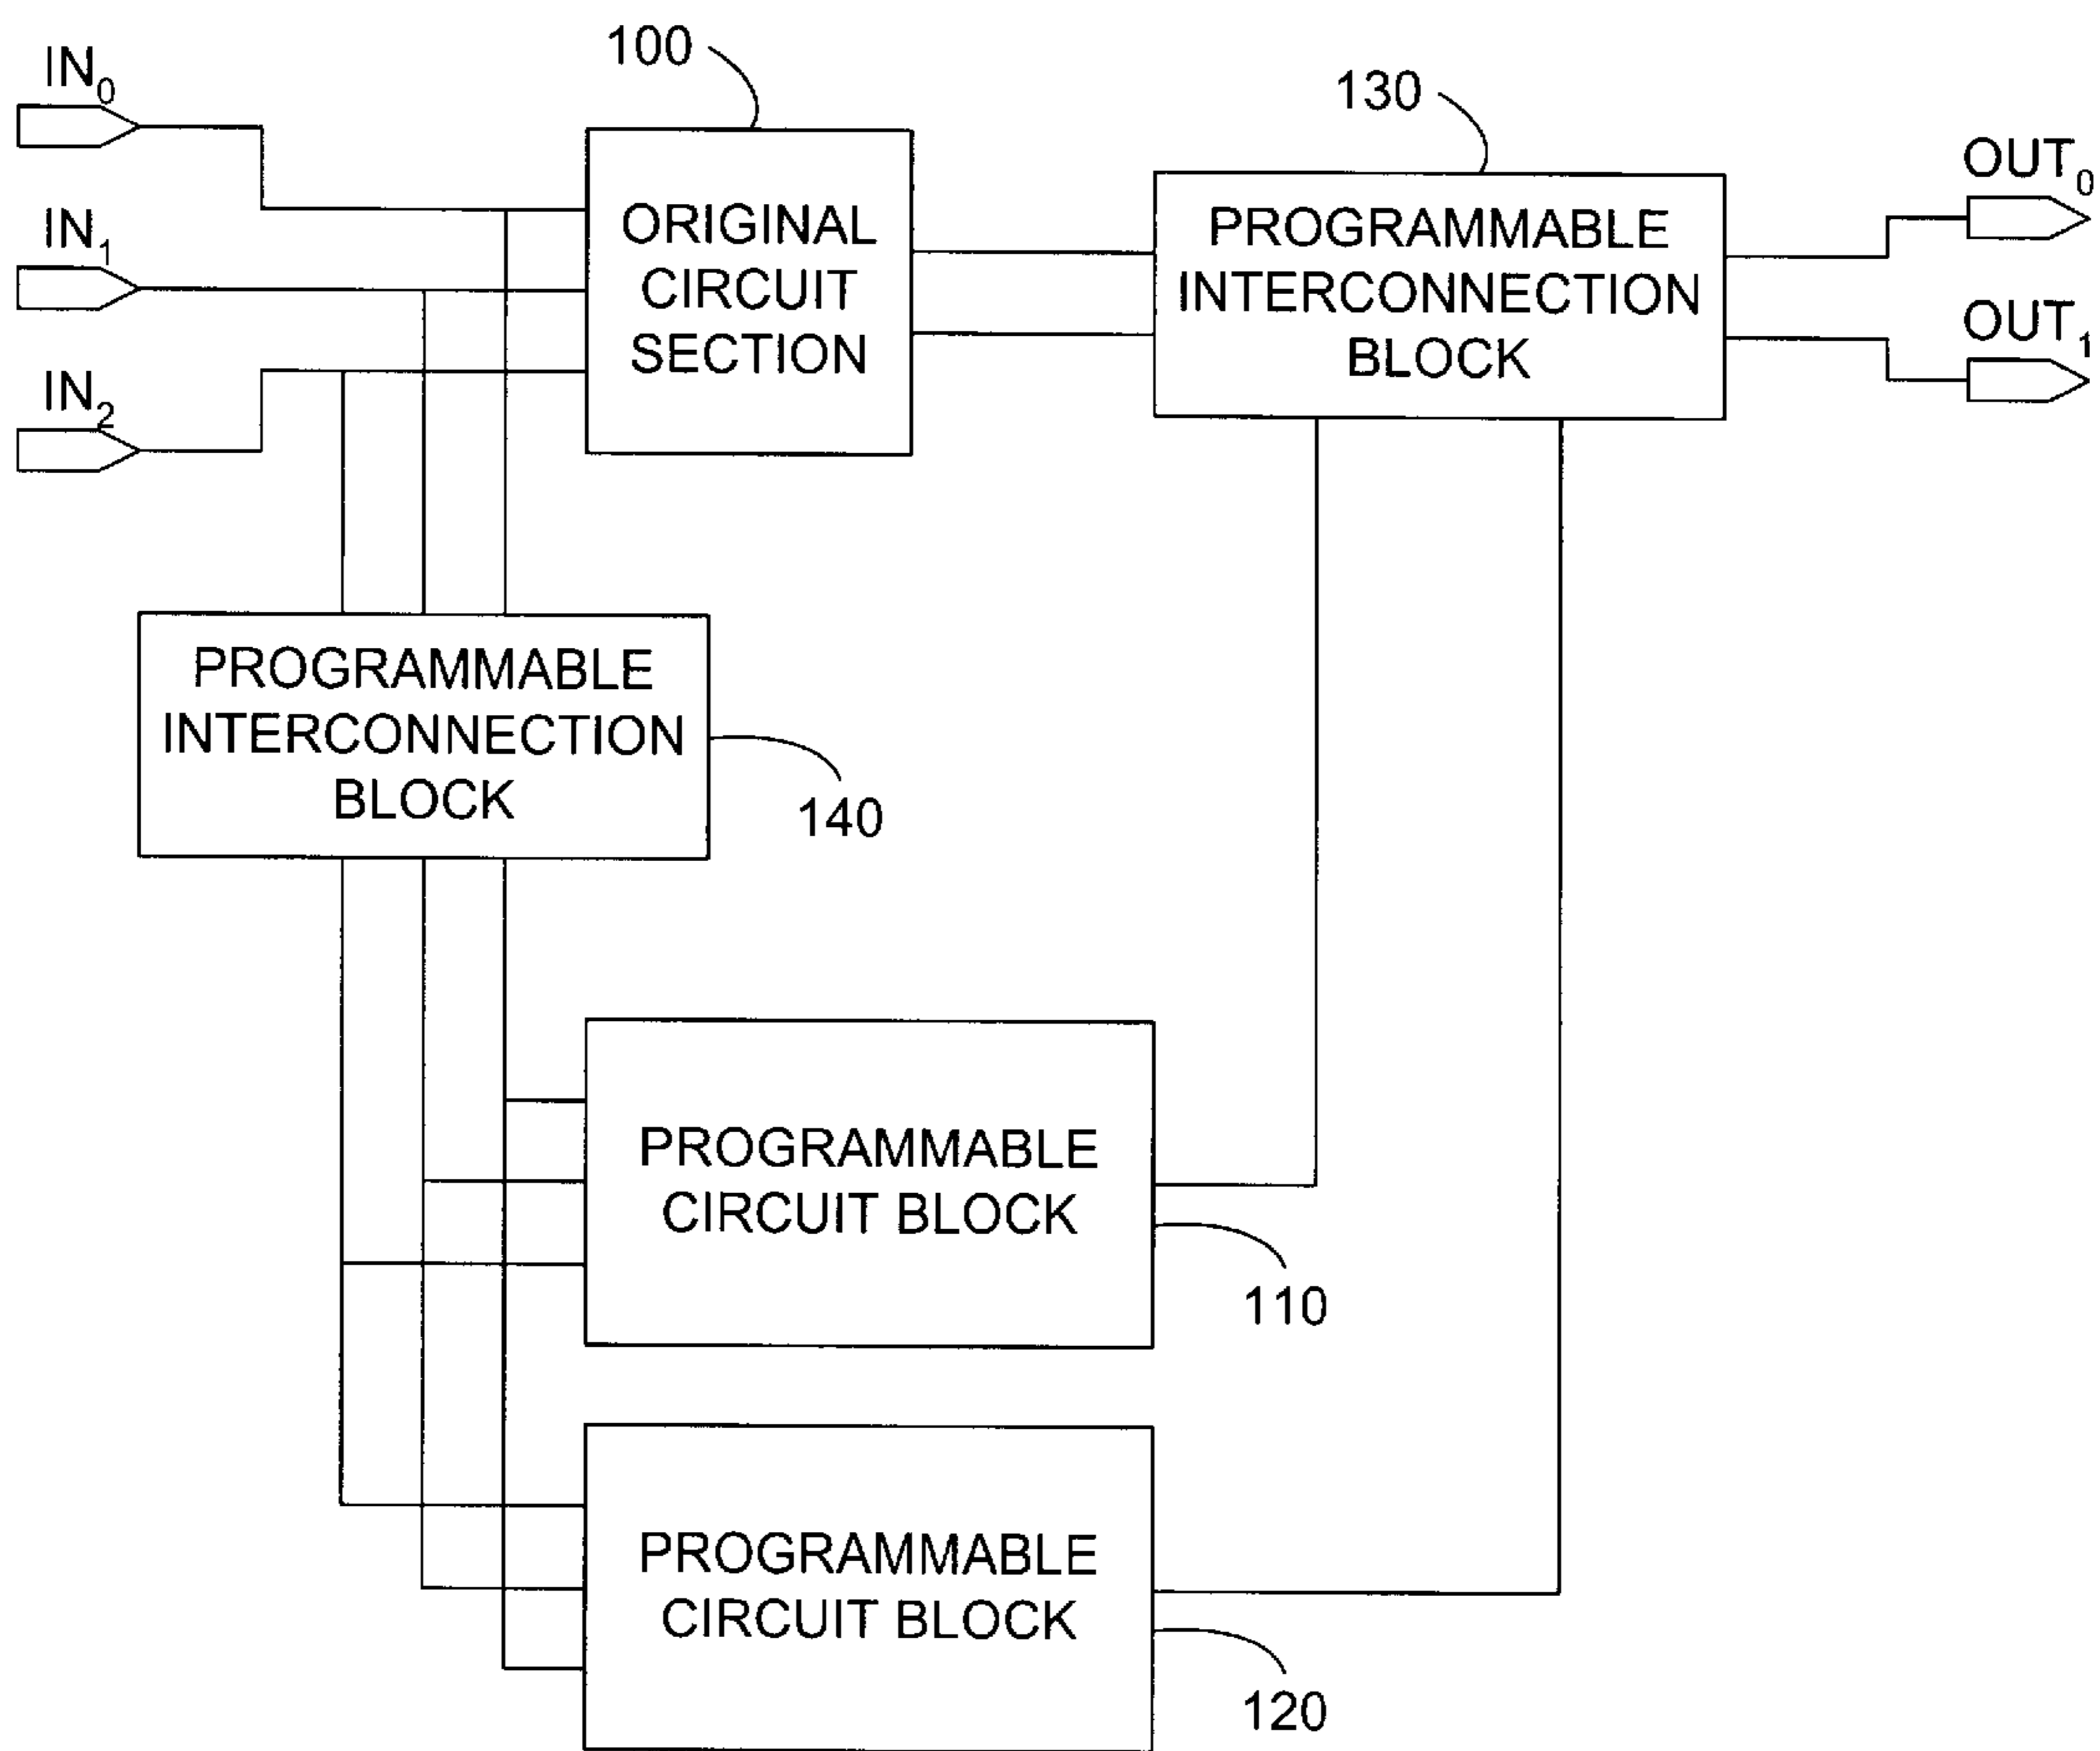 100
130
IN0
OUT0
IN1
ORIGINAL
CIRCUIT
SECTION
PROGRAMMABLE
INTERCONNECTION
BLOCK
OUT1
IN2
PROGRAMMABLE
INTERCONNECTION
BLOCK
140
PROGRAMMABLE
CIRCUIT BLOCK
110
PROGRAMMABLE
CIRCUIT BLOCK
120